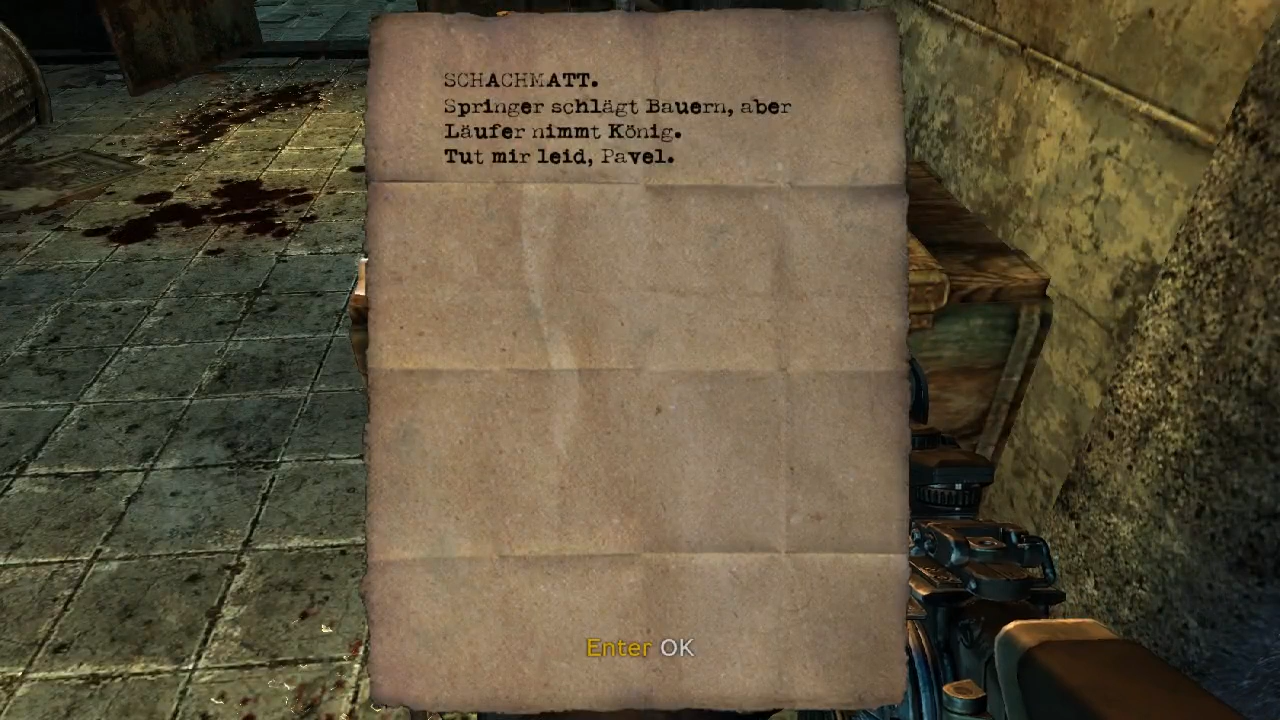 SCHACHMATT.
Springer schlägt Bauern, aber
Läufer nimmt König.
Tut mir leid, Pavel.
Enter OK